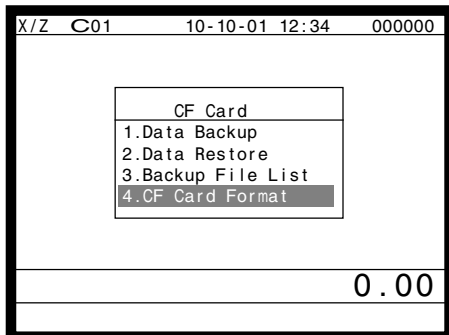 X/Z C01 10-10-01 12:34 000000
CF Card
1.Data Backup
2.Data Restore
3.Backup File List
4.CF Card Format
0.00